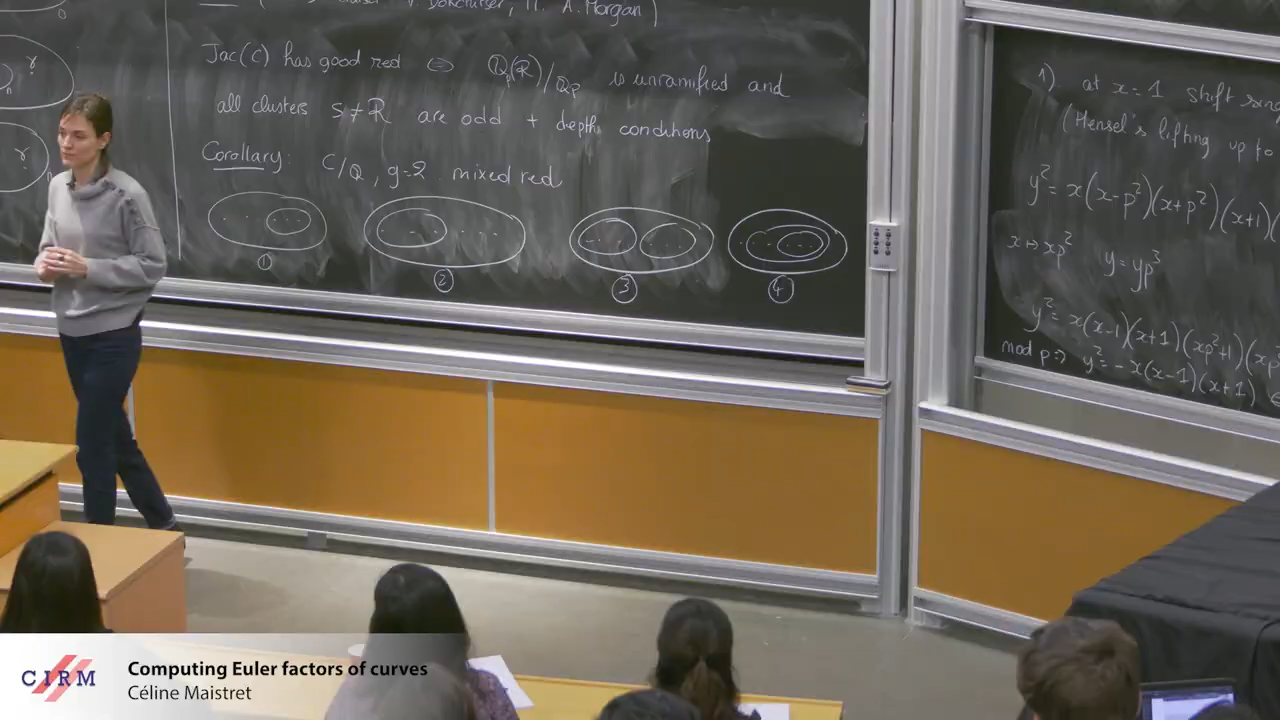 Dokchitser, A. Morgan)
Jac(C) has good red ⇔ Qp(R)/Qp is unramified and
all clusters s≠R are odd + depths conditions
Corollary: C/Q, g=2 mixed red
① ② ③ ④
r
r
1) at x=1 shift
(Hensel's lifting up to
y²= x(x-p²)(x+p²)(x+1)(
x↦xp² y=yp³
y²= x(x-1)(x+1)(xp²+1)(xp²
mod p:> y²= -x(x-1)(x+1)
CIRM
Computing Euler factors of curves
Céline Maistret